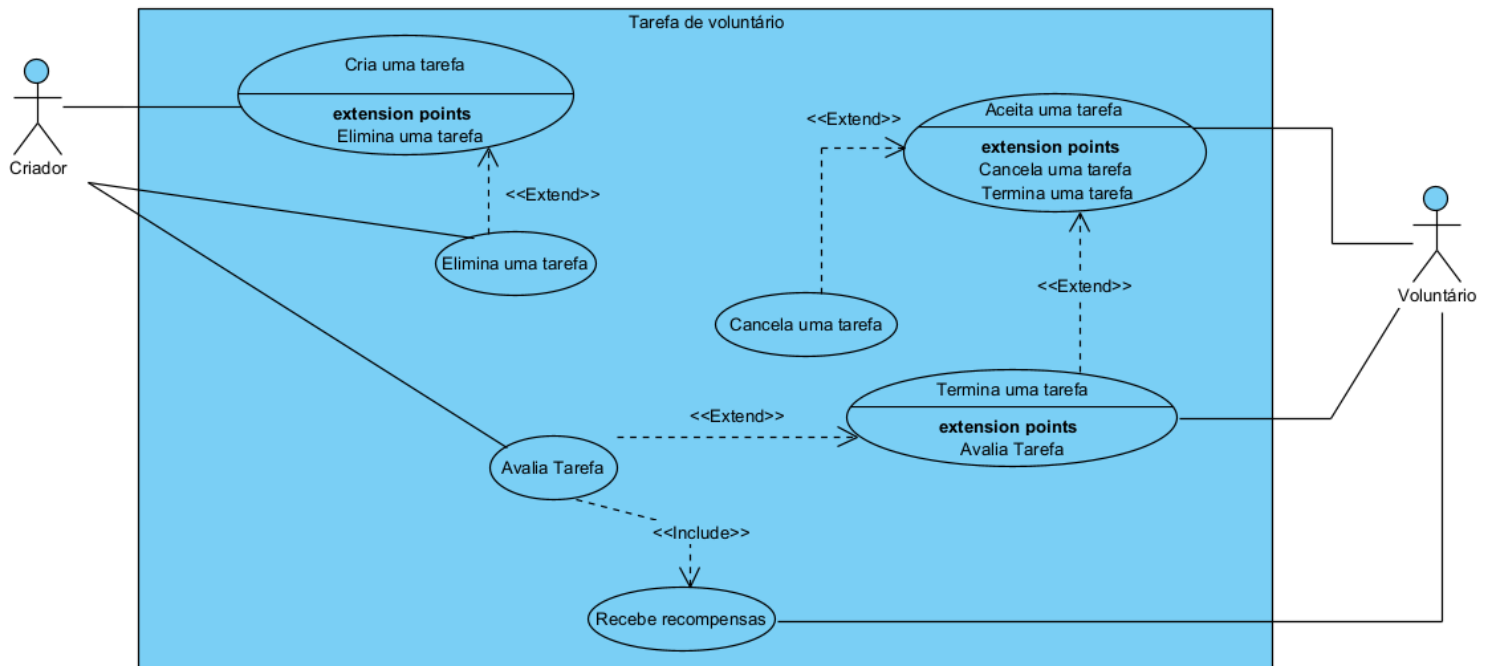 Tarefa de voluntário
Cria uma tarefa
extension points
Elimina uma tarefa
Criador
<<Extend>>
Elimina uma tarefa
Aceita uma tarefa
extension points
Cancela uma tarefa
Termina uma tarefa
<<Extend>>
Voluntário
<<Extend>>
Cancela uma tarefa
Termina uma tarefa
extension points
Avalia Tarefa
<<Extend>>
Avalia Tarefa
<<Include>>
Recebe recompensas